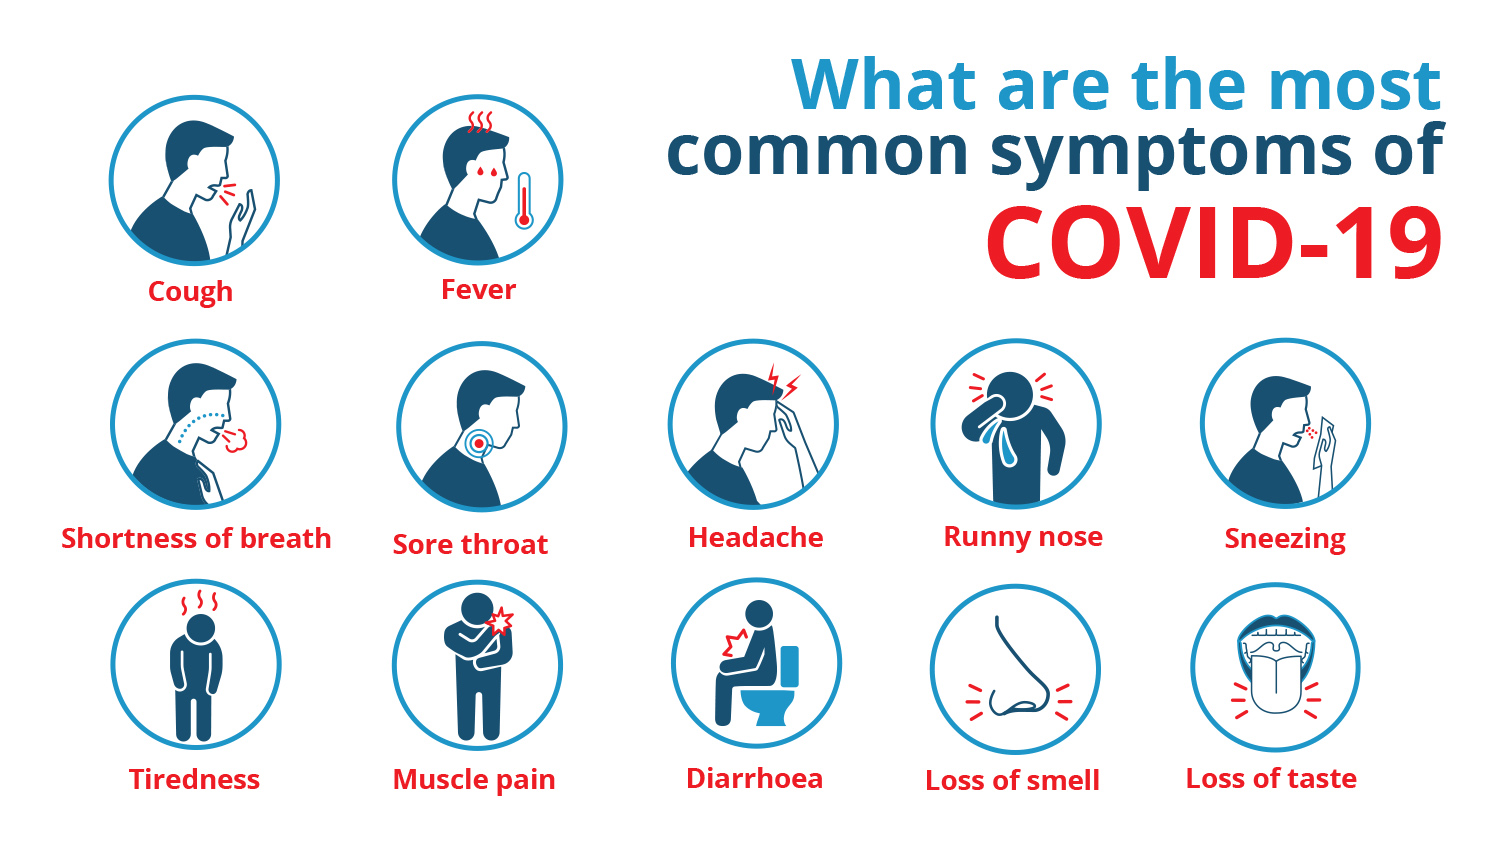 What are the most
common symptoms of
COVID-19
Cough
Fever
Shortness of breath
Sore throat
Headache
Runny nose
Sneezing
Tiredness
Muscle pain
Diarrhoea
Loss of smell
Loss of taste